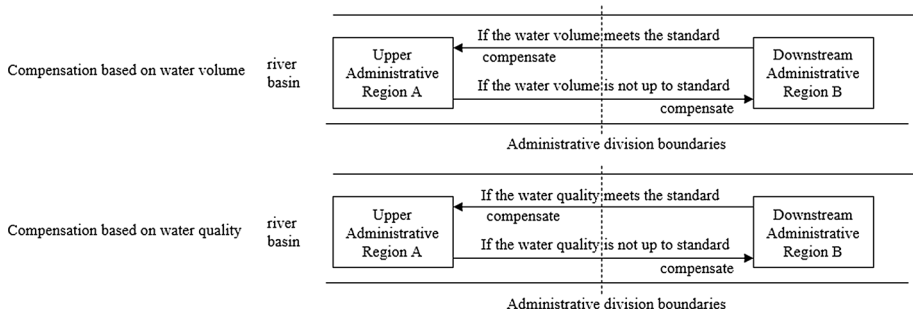 Compensation based on water volume
river
basin
Upper
Administrative
Region A
If the water volume meets the standard
compensate
If the water volume is not up to standard
compensate
Downstream
Administrative
Region B
Administrative division boundaries
Compensation based on water quality
river
basin
Upper
Administrative
Region A
If the water quality meets the standard
compensate
If the water quality is not up to standard
compensate
Downstream
Administrative
Region B
Administrative division boundaries